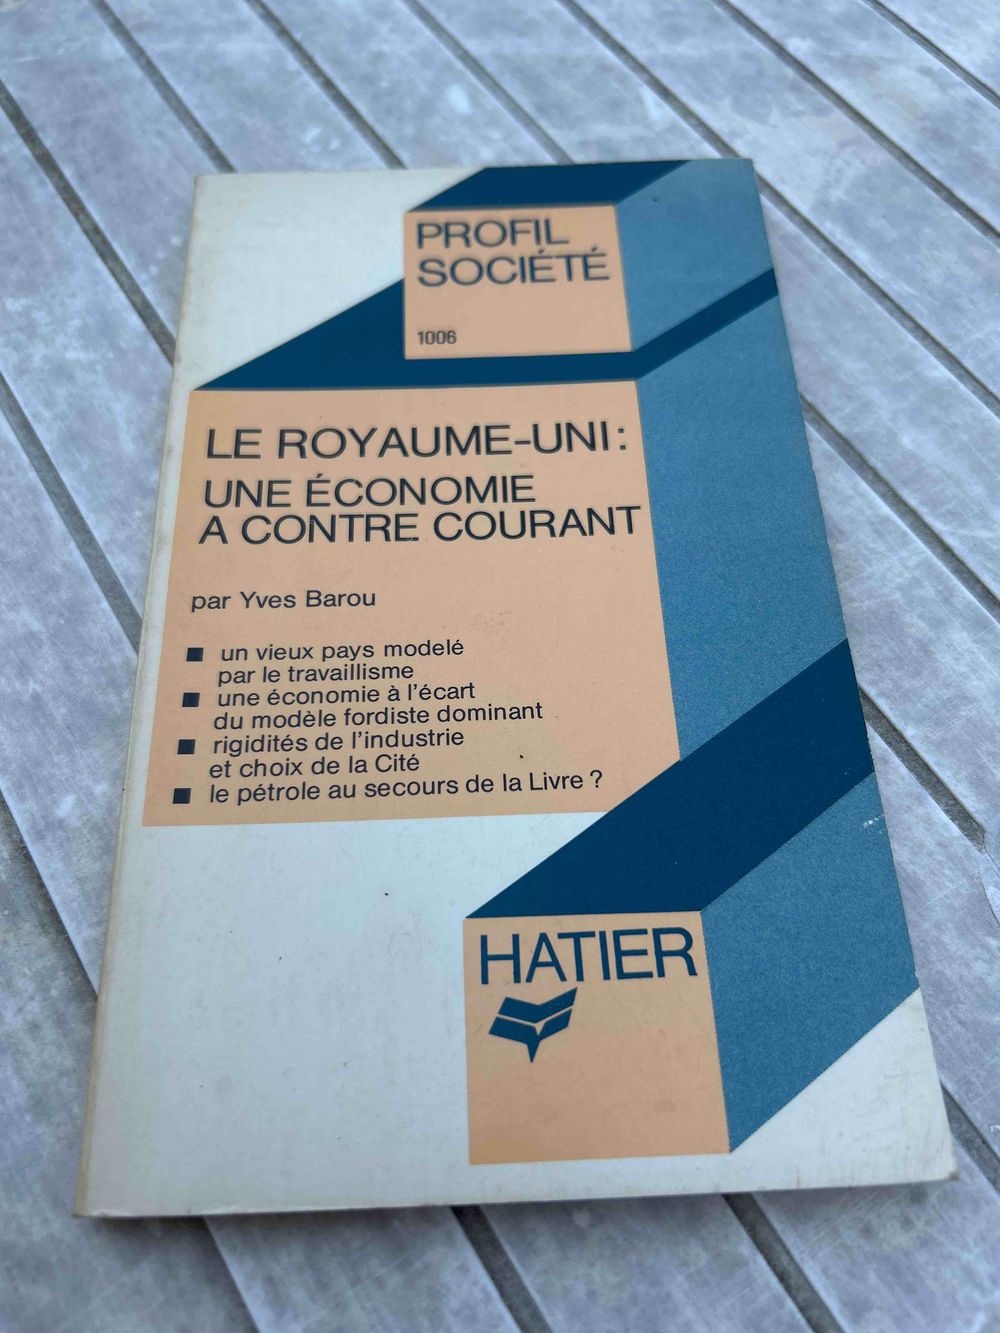 PROFIL
SOCIÉTÉ
1006
LE ROYAUME-UNI:
UNE ÉCONOMIE
A CONTRE COURANT
par Yves Barou
■ un vieux pays modelé
par le travaillisme
■ une économie à l'écart
du modèle fordiste dominant
■ rigidités de l'industrie
et choix de la Cité
■ le pétrole au secours de la Livre ?
HATIER